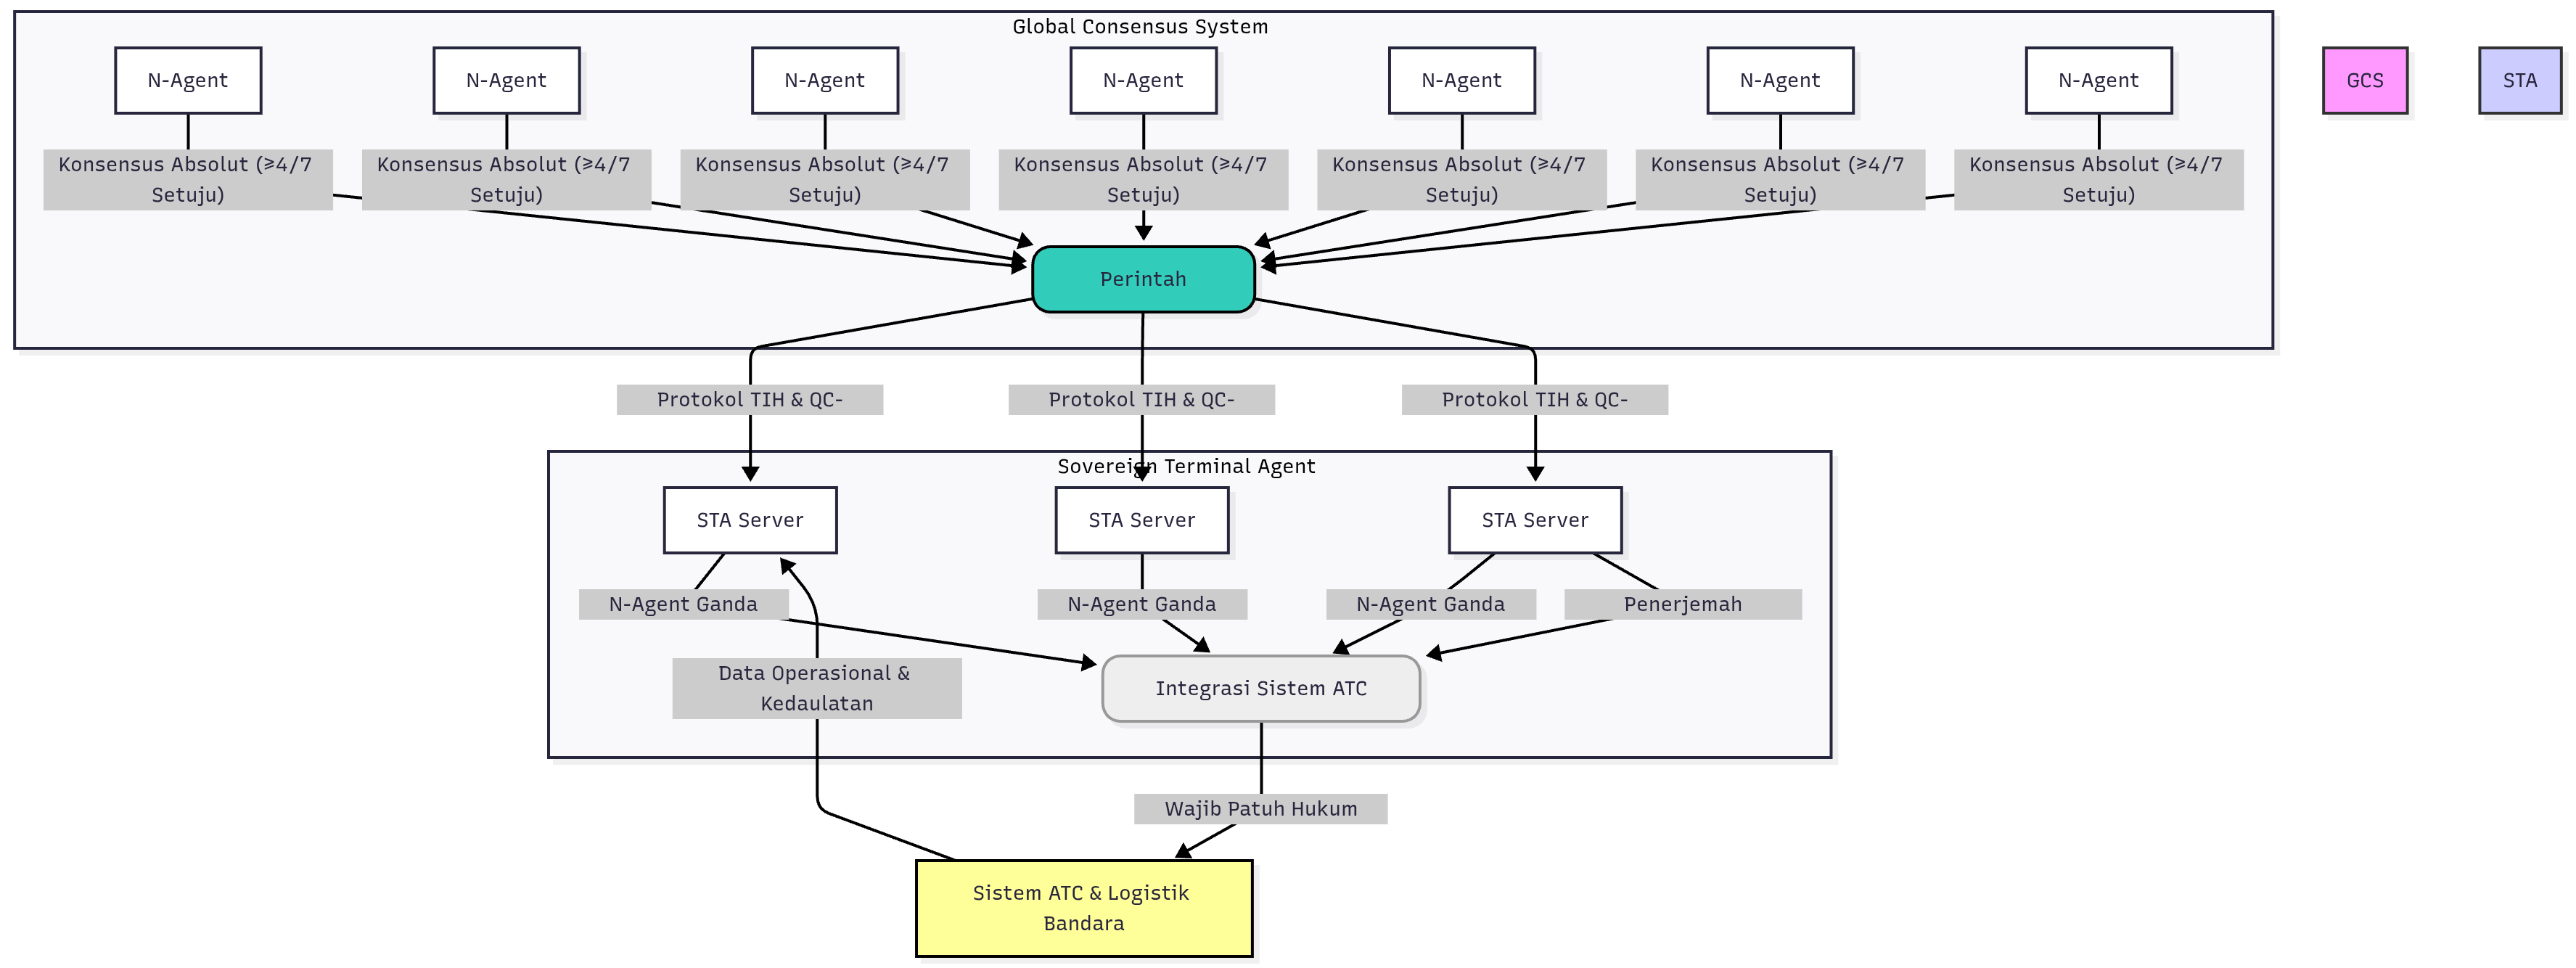 Global Consensus System
N-Agent
N-Agent
N-Agent
N-Agent
N-Agent
N-Agent
N-Agent
GCS
STA
Konsensus Absolut (≥4/7
Setuju)
Konsensus Absolut (≥4/7
Setuju)
Konsensus Absolut (≥4/7
Setuju)
Konsensus Absolut (≥4/7
Setuju)
Konsensus Absolut (≥4/7
Setuju)
Konsensus Absolut (≥4/7
Setuju)
Konsensus Absolut (≥4/7
Setuju)
Perintah
Protokol TIH & QC-
Protokol TIH & QC-
Protokol TIH & QC-
Sovereign Terminal Agent
STA Server
STA Server
STA Server
N-Agent Ganda
N-Agent Ganda
N-Agent Ganda
Penerjemah
Data Operasional &
Kedaulatan
Integrasi Sistem ATC
Wajib Patuh Hukum
Sistem ATC & Logistik
Bandara